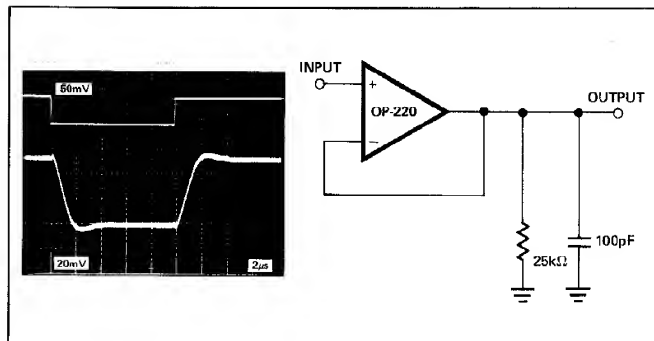 50mV
20mV
2μs
INPUT
+
OP-220
−
OUTPUT
25kΩ
100pF